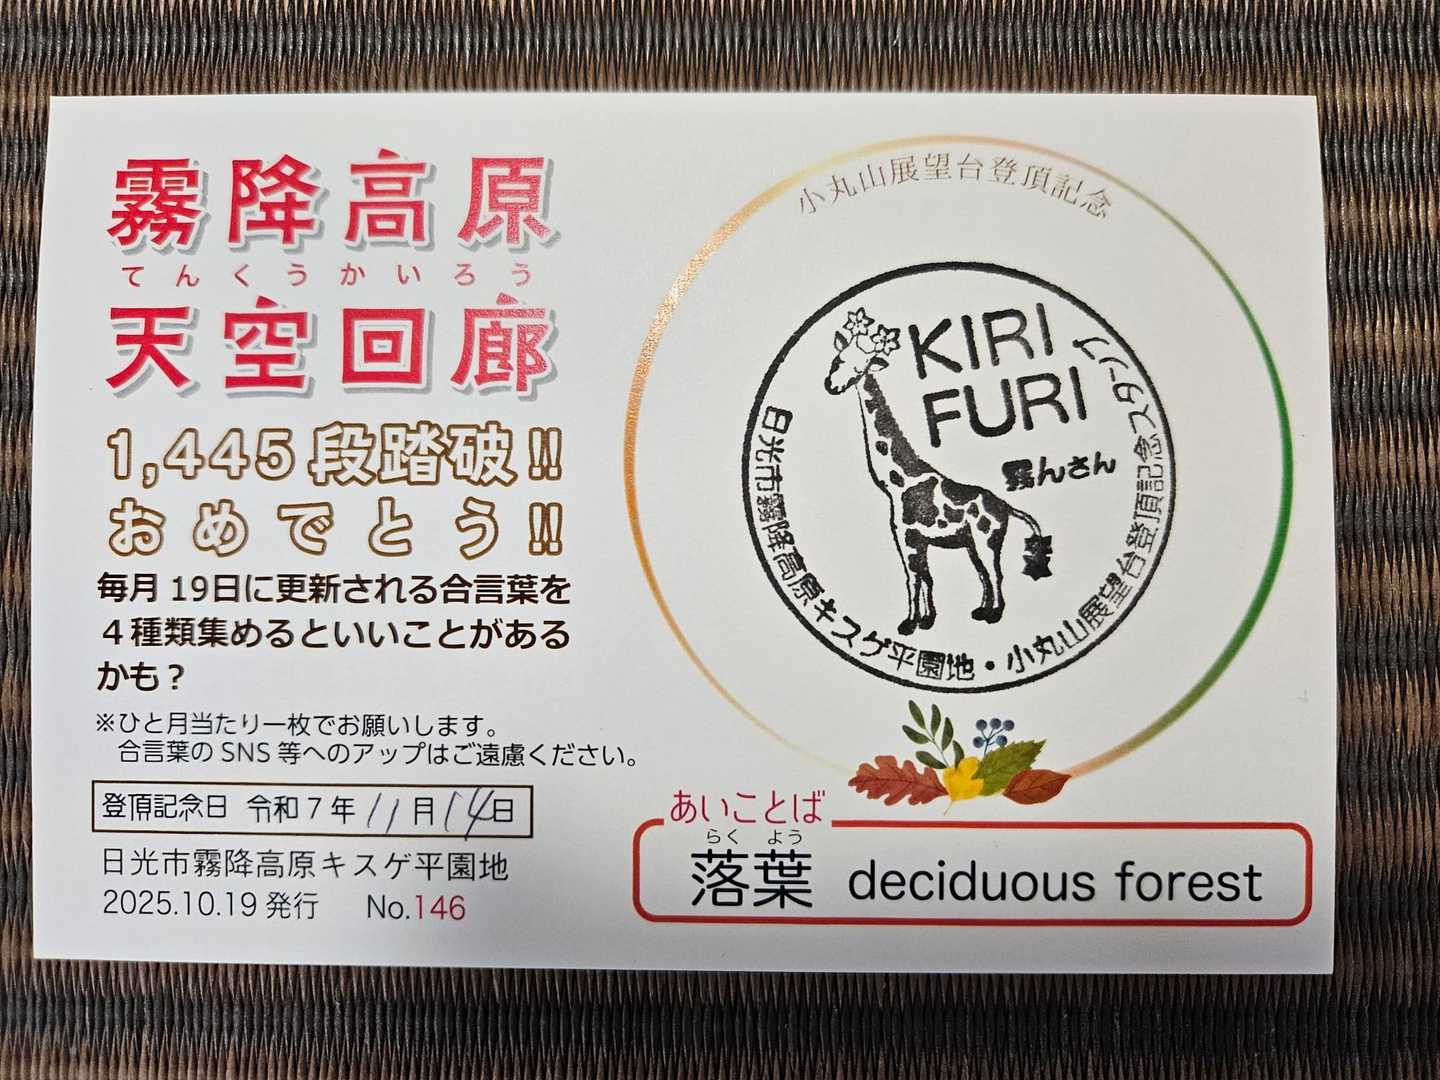 霧降高原
てんくうかいろう
天空回廊
1,445段踏破!!
おめでとう!!
毎月19日に更新される合言葉を
４種類集めるといいことがある
かも？
※ひと月当たり一枚でお願いします。
合言葉のSNS等へのアップはご遠慮ください。
登頂記念日 令和７年11月14日
日光市霧降高原キスゲ平園地
2025.10.19発行 No.146
小丸山展望台登頂記念
KIRI
FURI
霧んさん
日光市霧降高原キスゲ平園地・小丸山展望台登頂記念スタンプ
あいことば
らくよう
落葉 deciduous forest